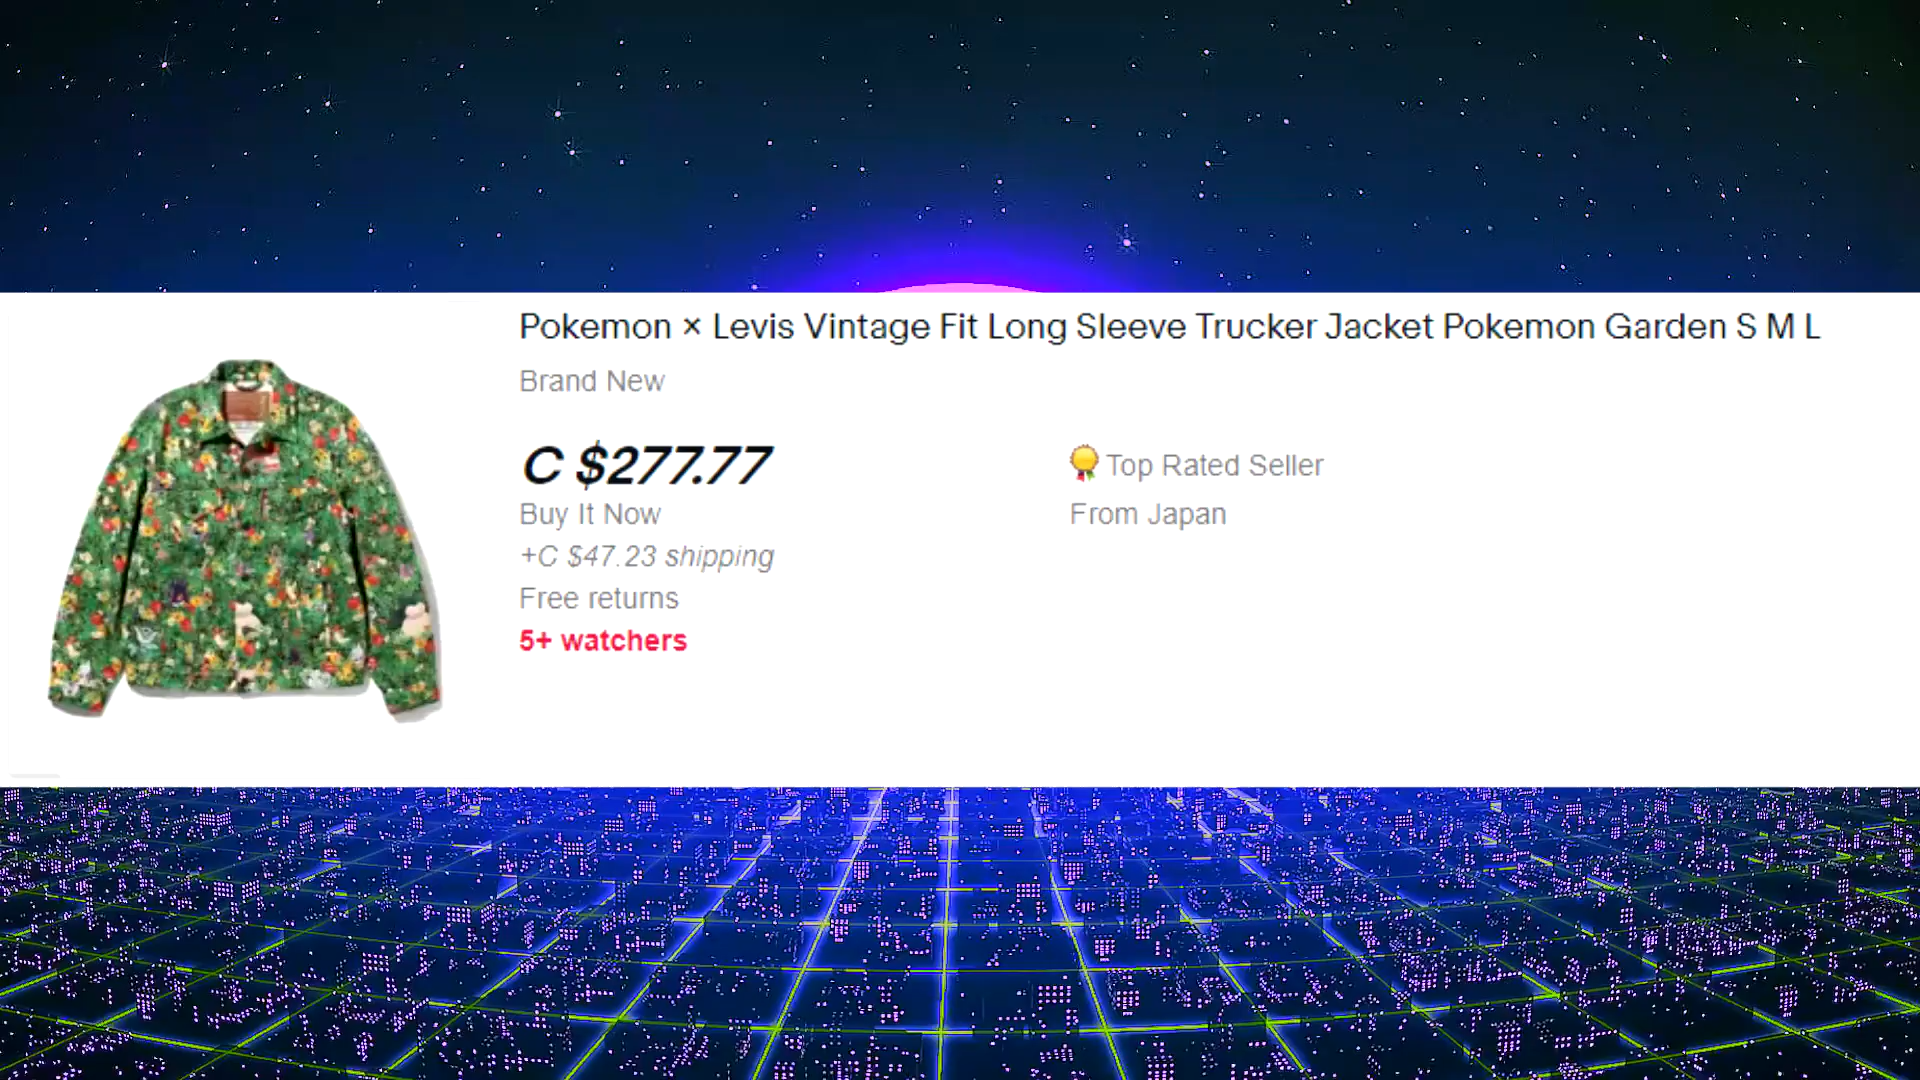 Pokemon × Levis Vintage Fit Long Sleeve Trucker Jacket Pokemon Garden S M L
Brand New
C $277.77
Top Rated Seller
Buy It Now
From Japan
+C $47.23 shipping
Free returns
5+ watchers